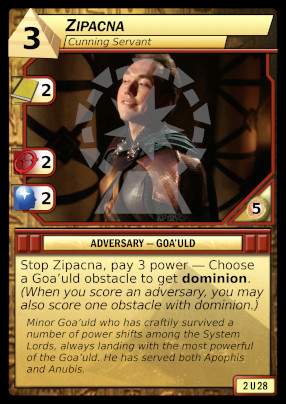 3
ZIPACNA
Cunning Servant
2
2
2
5
ADVERSARY — GOA'ULD
Stop Zipacna, pay 3 power — Choose
a Goa'uld obstacle to get dominion.
(When you score an adversary, you may
also score one obstacle with dominion.)
Minor Goa'uld who has craftily survived a
number of power shifts among the System
Lords, always landing with the most powerful
of the Goa'uld. He has served both Apophis
and Anubis.
2 U 28